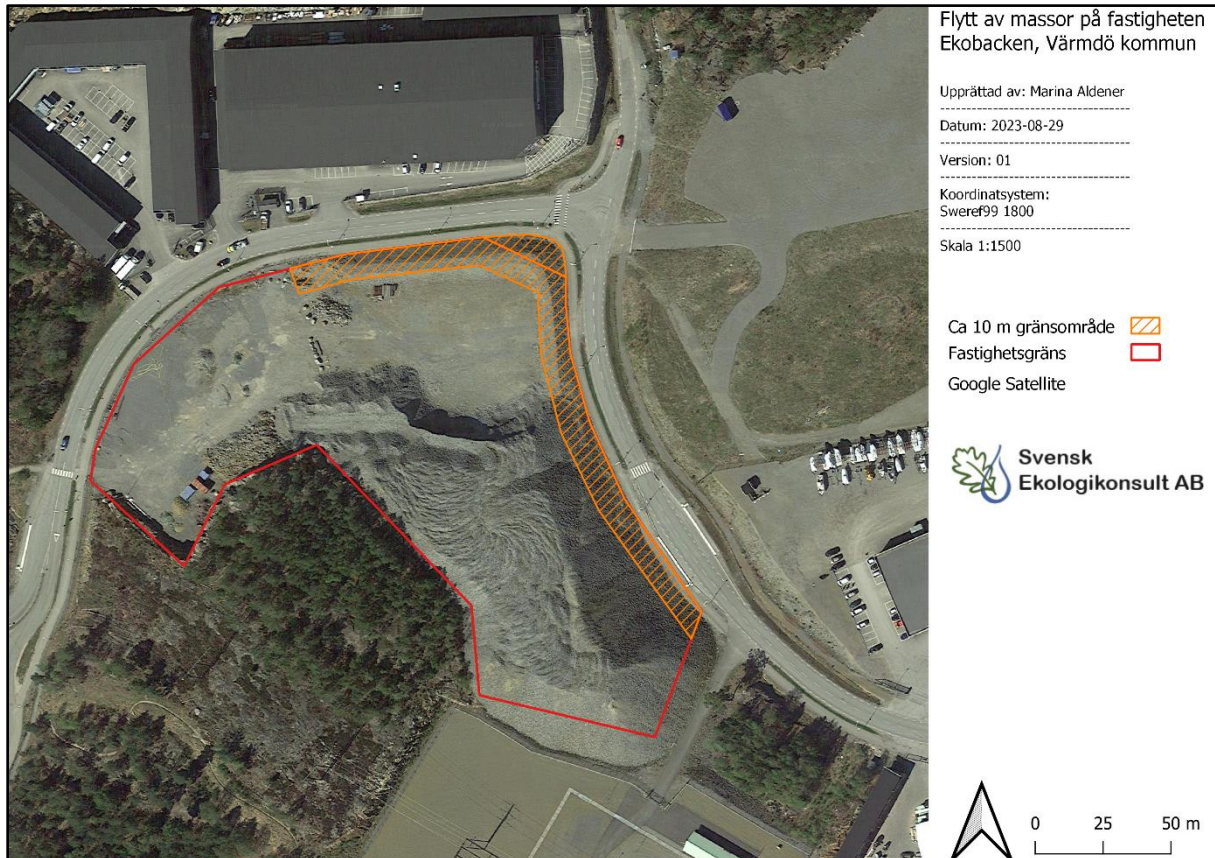 Flytt av massor på fastigheten
Ekobacken, Värmdö kommun
Upprättad av: Marina Aldener
Datum: 2023-08-29
Version: 01
Koordinatsystem:
Sweref99 1800
Skala 1:1500
Ca 10 m gränsområde
Fastighetsgräns
Google Satellite
Svensk
Ekologikonsult AB
0 25 50 m